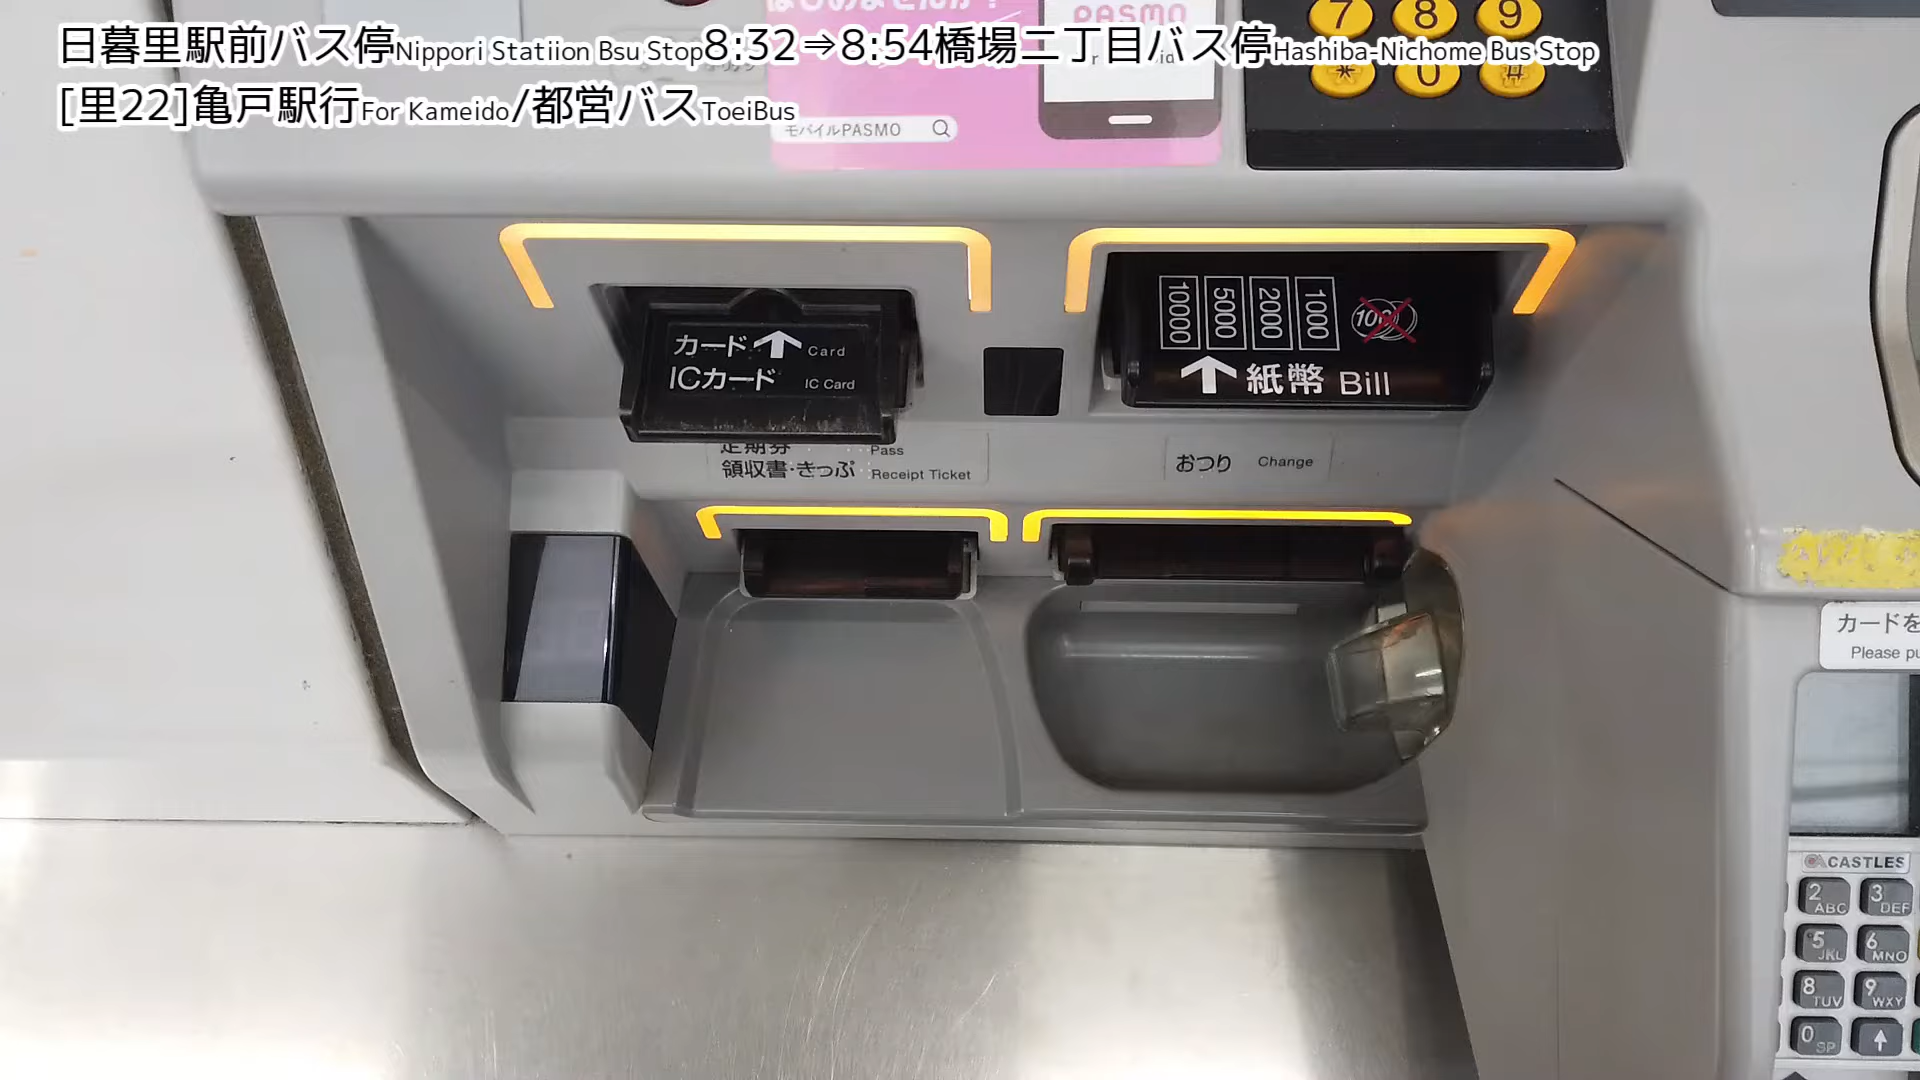 日暮里駅前バス停Nippori Statiion Bsu Stop8:32⇒8:54橋場二丁目バス停Hashiba-Nichome Bus Stop
[里22]亀戸駅行For Kameido/都営バスToeiBus
PASMO
モバイルPASMO
7 8 9
* 0 #
10000 5000 2000 1000 100
カード Card
ICカード IC Card
紙幣 Bill
定期券 Pass
領収書・きっぷ Receipt Ticket
おつり Change
カードを
Please pu
CASTLES
2 ABC 3 DEF
5 JKL 6 MNO
8 TUV 9 WXY
0 SP